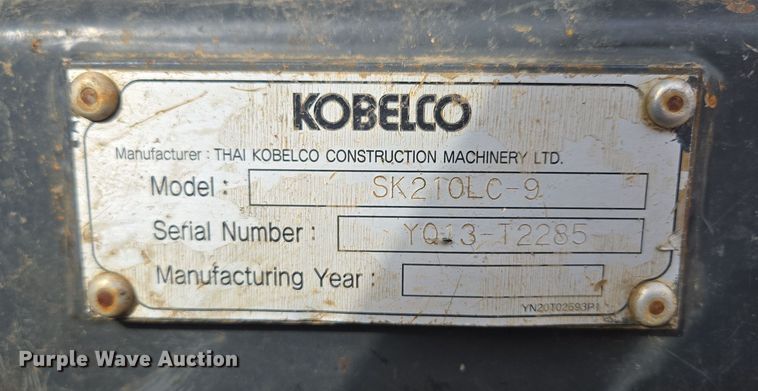 KOBELCO
Manufacturer : THAI KOBELCO CONSTRUCTION MACHINERY LTD.
Model : SK210LC-9
Serial Number : YQ13-T2285
Manufacturing Year :
YN20T02593P1
Purple Wave Auction